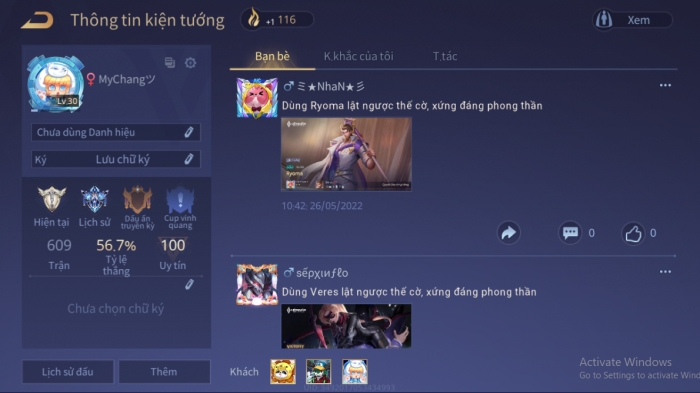 Thông tin kiện tướng
+1 116
Xem
MyChangツ
Lv 30
Chưa dùng Danh hiệu
Ký Lưu chữ ký
Hiện tại
Lịch sử
Dấu ấn truyền kỳ
Cup vinh quang
609
Trận
56.7%
Tỷ lệ thắng
100
Uy tín
Chưa chọn chữ ký
Lịch sử đấu
Thêm
Bạn bè
K.khắc của tôi
T.tác
ミ★NhaN★彡
Dùng Ryoma lật ngược thế cờ, xứng đáng phong thần
Ryoma
10:42 26/05/2022
0
0
sếpχιиƒℓo
Dùng Veres lật ngược thế cờ, xứng đáng phong thần
Khách
Activate Windows
Go to Settings to activate Wind